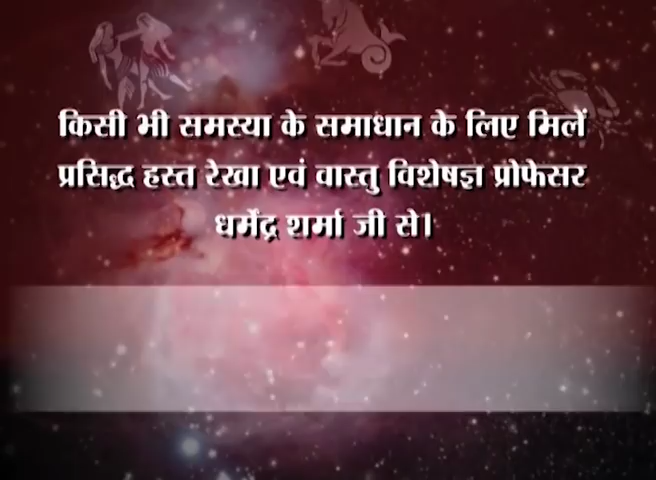 किसी भी समस्या के समाधान के लिए मिलें
प्रसिद्ध हस्त रेखा एवं वास्तु विशेषज्ञ प्रोफेसर
धर्मेंद्र शर्मा जी से।